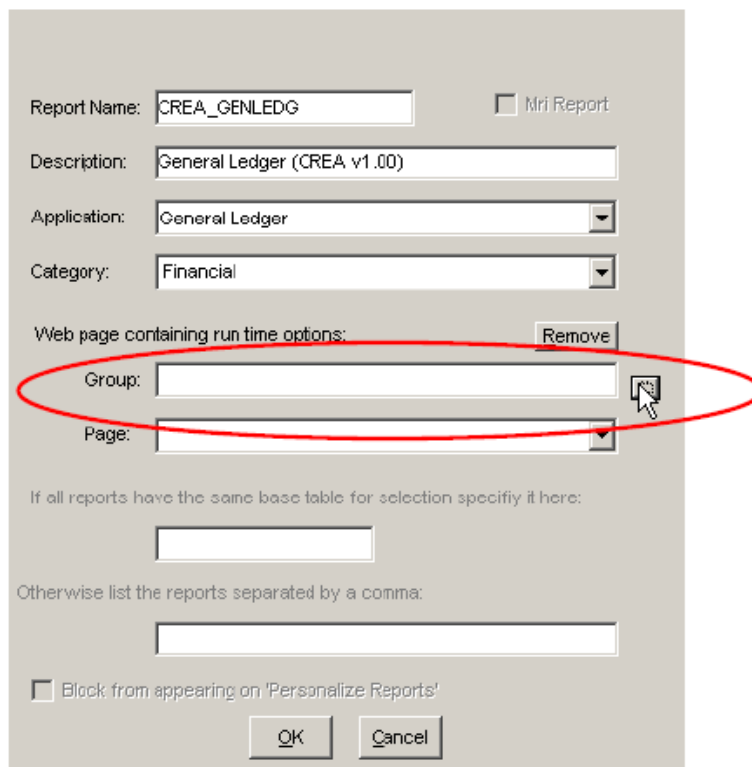 Report Name: CREA_GENLEDG Mri Report
Description: General Ledger (CREA v1.00)
Application: General Ledger
Category: Financial
Web page containing run time options: Remove
Group:
Page:
If all reports have the same base table for selection specifiy it here:
Otherwise list the reports separated by a comma:
Block from appearing on 'Personalize Reports'
OK Cancel